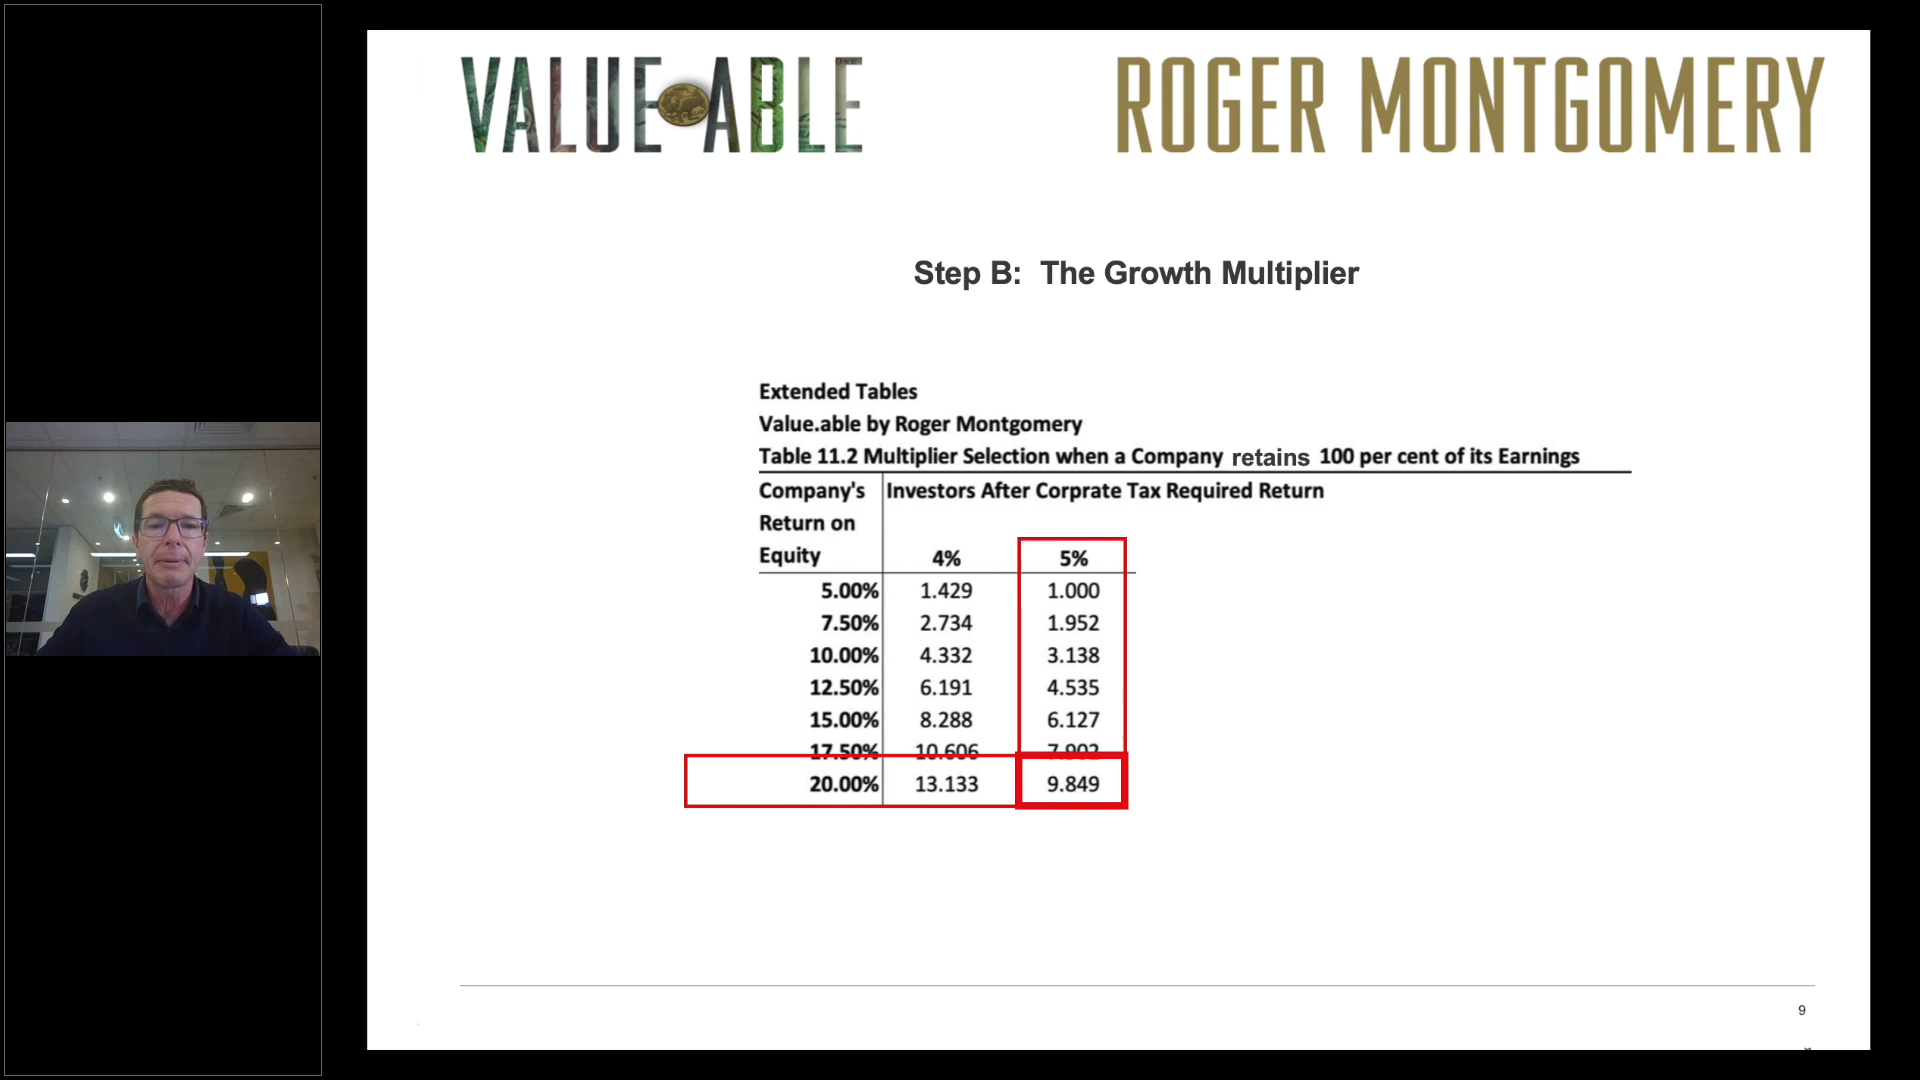 VALUE ABLE
ROGER MONTGOMERY
Step B: The Growth Multiplier
Extended Tables
Value.able by Roger Montgomery
Table 11.2 Multiplier Selection when a Company retains 100 per cent of its Earnings
Company's Investors After Corprate Tax Required Return
Return on
Equity 4% 5%
5.00% 1.429 1.000
7.50% 2.734 1.952
10.00% 4.332 3.138
12.50% 6.191 4.535
15.00% 8.288 6.127
17.50% 10.606 7.902
20.00% 13.133 9.849
9